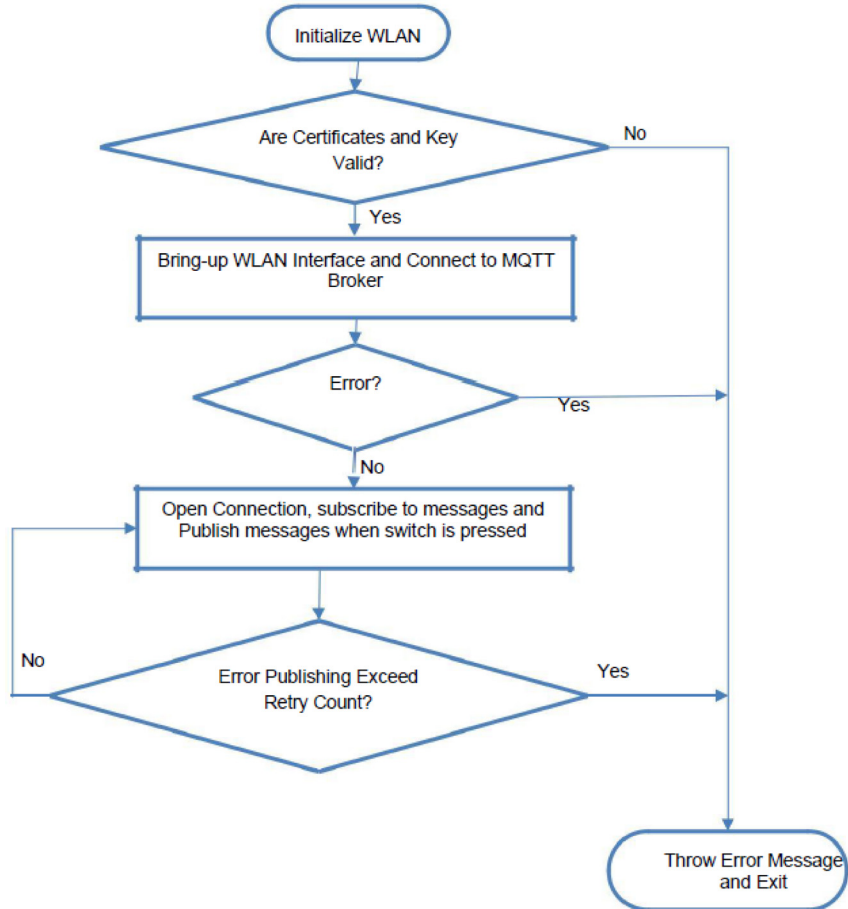 Initialize WLAN
Are Certificates and Key
Valid?
No
Yes
Bring-up WLAN Interface and Connect to MQTT
Broker
Error?
Yes
No
Open Connection, subscribe to messages and
Publish messages when switch is pressed
No
Error Publishing Exceed
Retry Count?
Yes
Throw Error Message
and Exit